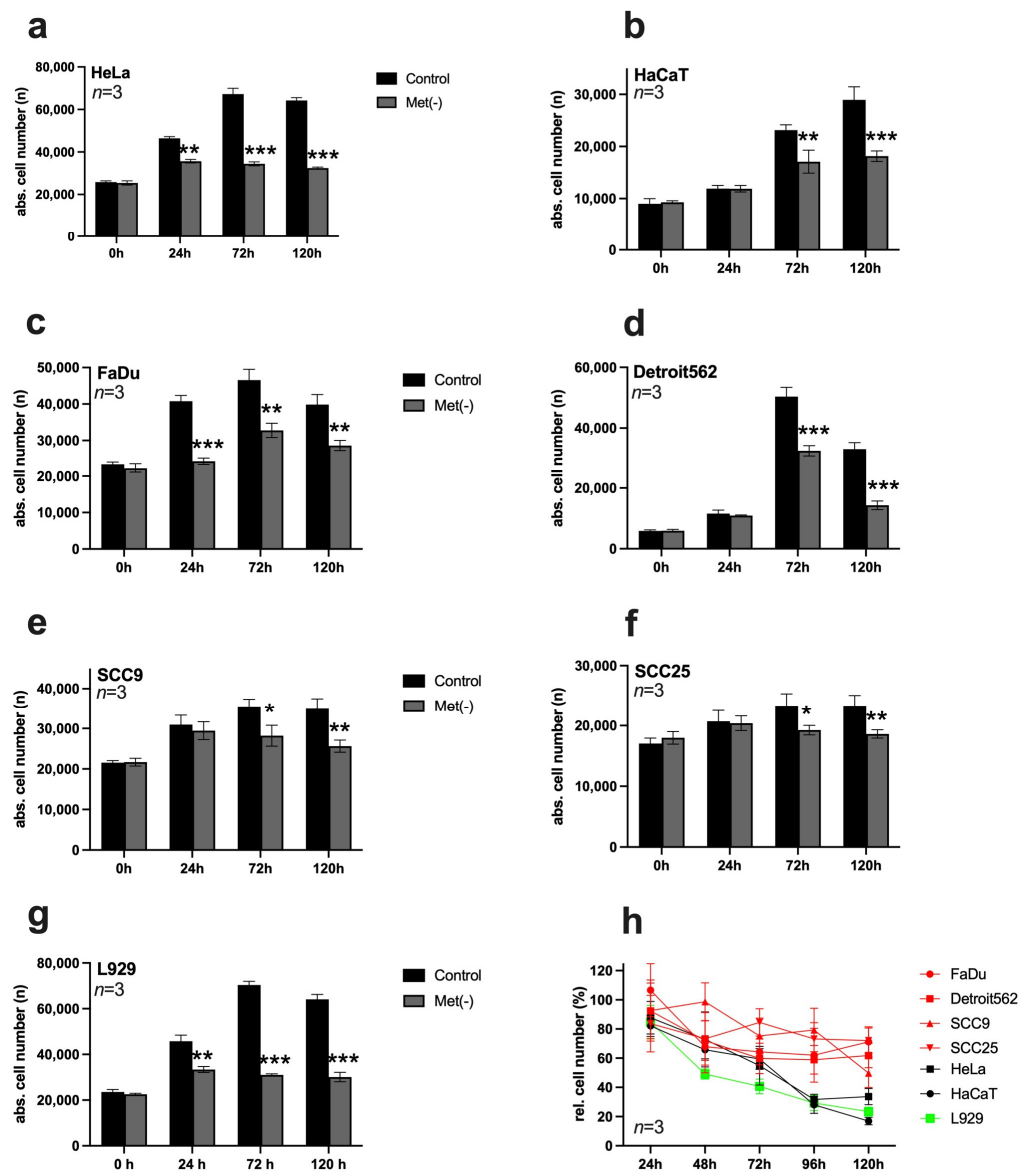 a
HeLa
n=3
abs. cell number (n)
80,000
60,000
40,000
20,000
0
** *** ***
0h 24h 72h 120h
Control
Met(-)
b
HaCaT
n=3
abs. cell number (n)
30,000
20,000
10,000
0
** ***
0h 24h 72h 120h
c
FaDu
n=3
abs. cell number (n)
50,000
40,000
30,000
20,000
10,000
0
*** ** **
0h 24h 72h 120h
Control
Met(-)
d
Detroit562
n=3
abs. cell number (n)
60,000
40,000
20,000
0
*** ***
0h 24h 72h 120h
e
SCC9
n=3
abs. cell number (n)
40,000
30,000
20,000
10,000
0
* **
0h 24h 72h 120h
Control
Met(-)
f
SCC25
n=3
abs. cell number (n)
30,000
20,000
10,000
0
* **
0h 24h 72h 120h
g
L929
n=3
abs. cell number (n)
80,000
60,000
40,000
20,000
0
** *** ***
0 h 24 h 72 h 120 h
Control
Met(-)
h
rel. cell number (%)
120
100
80
60
40
20
0
n=3
24h 48h 72h 96h 120h
FaDu
Detroit562
SCC9
SCC25
HeLa
HaCaT
L929